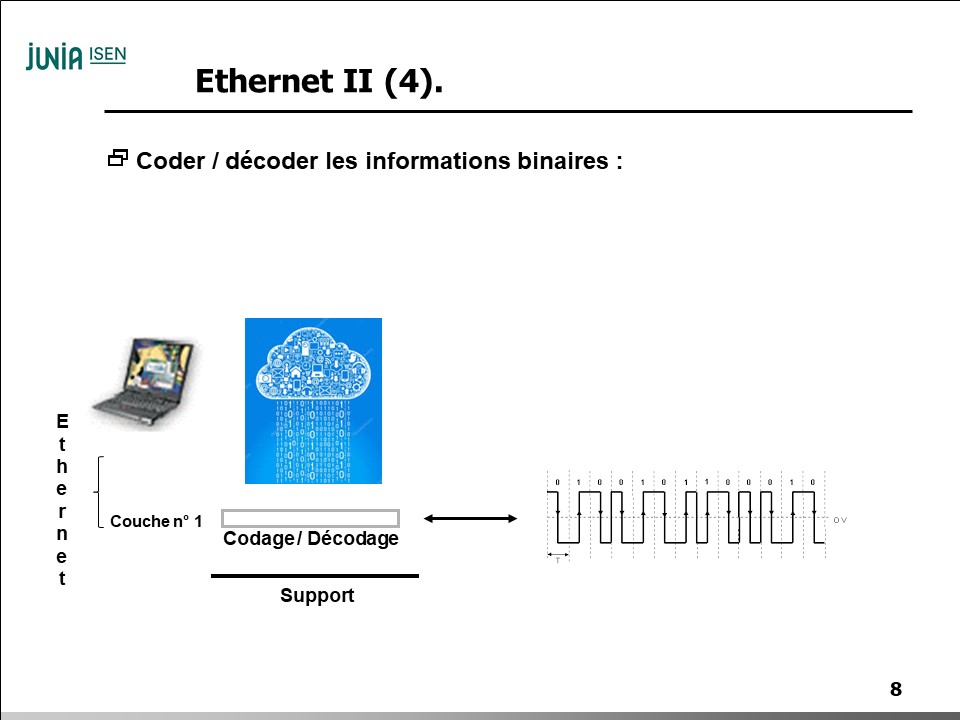 JUNIA ISEN
Ethernet II (4).
Coder / décoder les informations binaires :
Ethernet
Couche n° 1
Codage / Décodage
Support
0 1 0 0 1 0 1 1 0 0 0 1 0
0 V
T
8